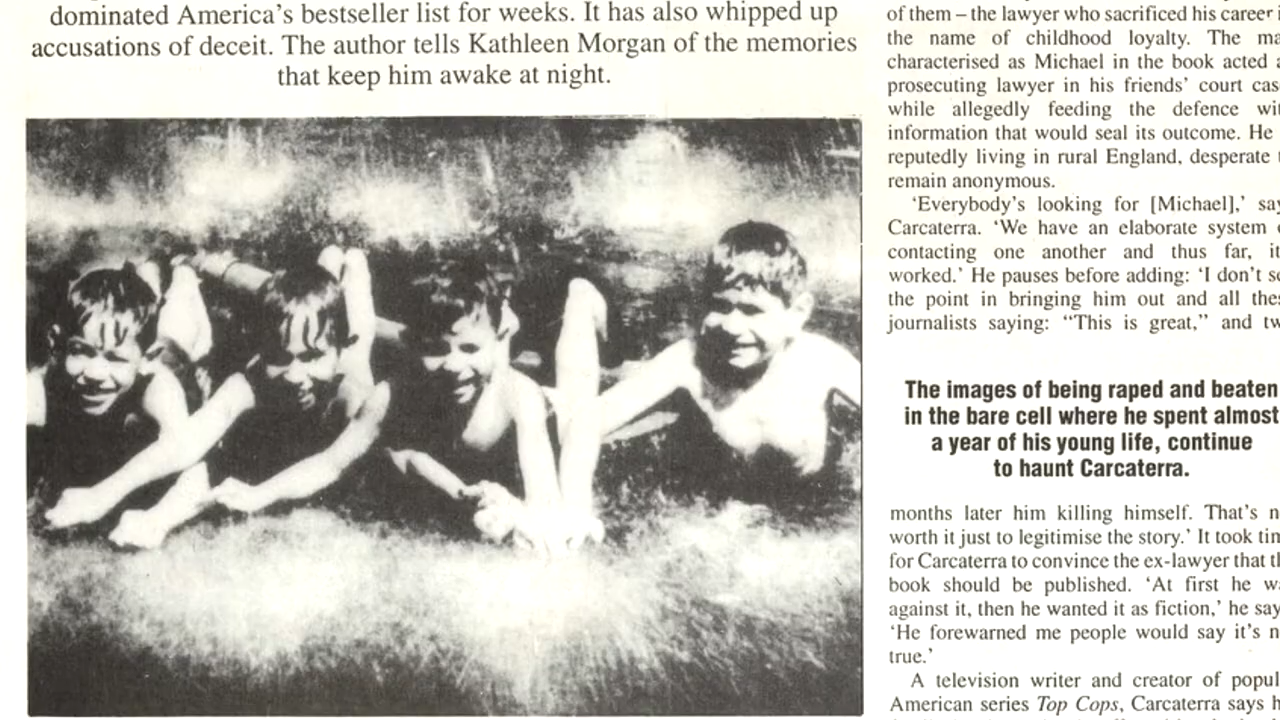 dominated America's bestseller list for weeks. It has also whipped up
accusations of deceit. The author tells Kathleen Morgan of the memories
that keep him awake at night.
of them – the lawyer who sacrificed his career
the name of childhood loyalty. The
characterised as Michael in the book acted
prosecuting lawyer in his friends' court
while allegedly feeding the defence
information that would seal its outcome. He
reputedly living in rural England, desperate
remain anonymous.
'Everybody's looking for [Michael],'
Carcaterra. 'We have an elaborate system
contacting one another and thus far,
worked.' He pauses before adding: 'I don't
the point in bringing him out and all
journalists saying: "This is great," and
The images of being raped and beaten
in the bare cell where he spent almost
a year of his young life, continue
to haunt Carcaterra.
months later him killing himself. That's
worth it just to legitimise the story.' It took
for Carcaterra to convince the ex-lawyer that
book should be published. 'At first he
against it, then he wanted it as fiction,' he
'He forewarned me people would say it's
true.'
A television writer and creator of
American series Top Cops, Carcaterra says